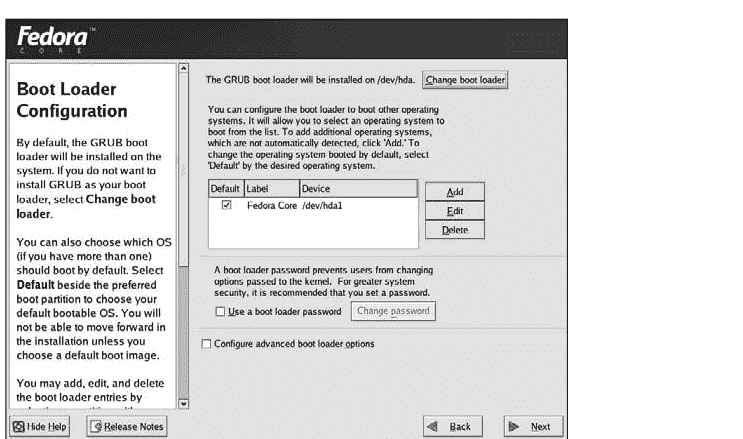 Fedora™
C O R E
Boot Loader
Configuration
By default, the GRUB boot
loader will be installed on the
system. If you do not want to
install GRUB as your boot
loader, select Change boot
loader.
You can also choose which OS
(if you have more than one)
should boot by default. Select
Default beside the preferred
boot partition to choose your
default bootable OS. You will
not be able to move forward in
the installation unless you
choose a default boot image.
You may add, edit, and delete
the boot loader entries by
The GRUB boot loader will be installed on /dev/hda. Change boot loader
You can configure the boot loader to boot other operating
systems. It will allow you to select an operating system to
boot from the list. To add additional operating systems,
which are not automatically detected, click 'Add.' To
change the operating system booted by default, select
'Default' by the desired operating system.
Default Label Device
Fedora Core /dev/hda1
Add
Edit
Delete
A boot loader password prevents users from changing
options passed to the kernel. For greater system
security, it is recommended that you set a password.
Use a boot loader password Change password
Configure advanced boot loader options
Hide Help Release Notes Back Next